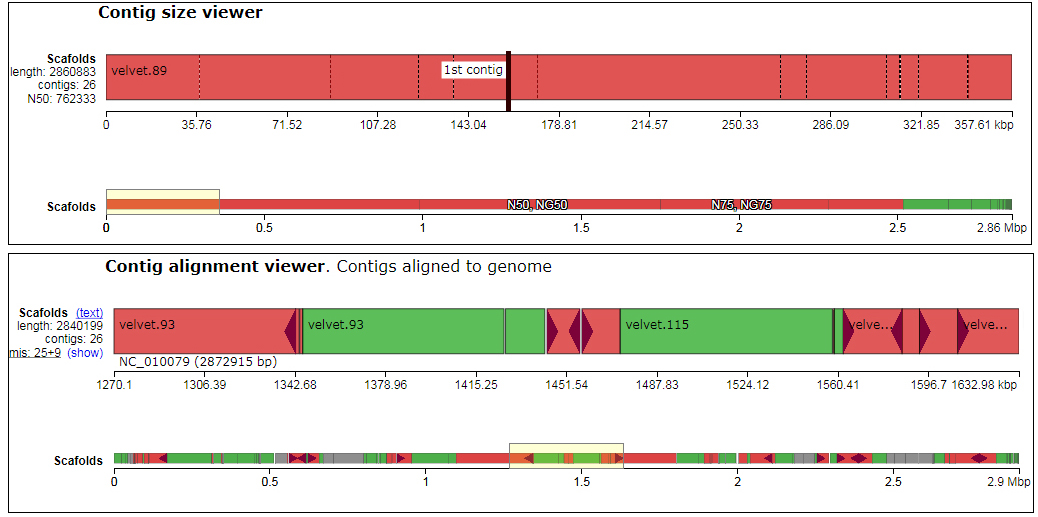 Contig size viewer
Scafolds
length: 2860883
contigs: 26
N50: 762333
velvet.89
1st contig
0 35.76 71.52 107.28 143.04 178.81 214.57 250.33 286.09 321.85 357.61 kbp
Scafolds
N50, NG50 N75, NG75
0 0.5 1 1.5 2 2.5 2.86 Mbp
Contig alignment viewer. Contigs aligned to genome
Scafolds (text)
length: 2840199
contigs: 26
mis: 25+9 (show)
velvet.93 velvet.93 velvet.115 velve... velve...
NC_010079 (2872915 bp)
1270.1 1306.39 1342.68 1378.96 1415.25 1451.54 1487.83 1524.12 1560.41 1596.7 1632.98 kbp
Scafolds
0 0.5 1 1.5 2 2.5 2.9 Mbp